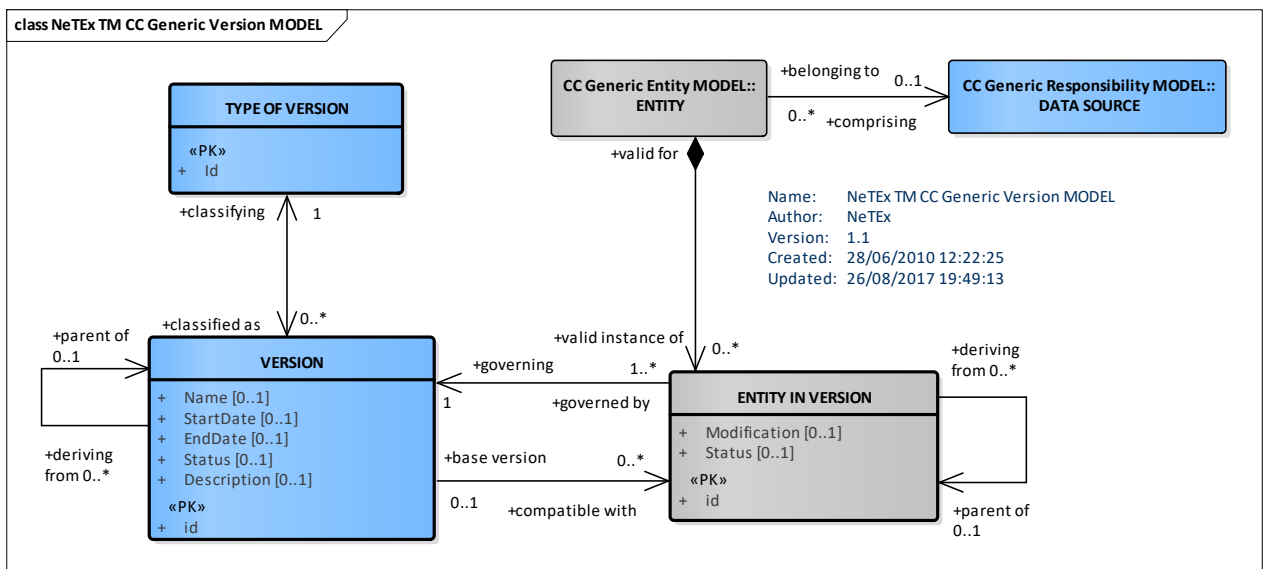 class NeTEx TM CC Generic Version MODEL
TYPE OF VERSION
«PK»
+ Id
CC Generic Entity MODEL::
ENTITY
+belonging to
0..1
0..*
+comprising
CC Generic Responsibility MODEL::
DATA SOURCE
+valid for
+classifying
1
Name: NeTEx TM CC Generic Version MODEL
Author: NeTEx
Version: 1.1
Created: 28/06/2010 12:22:25
Updated: 26/08/2017 19:49:13
+classified as
0..*
+parent of
0..1
+deriving
from 0..*
VERSION
+ Name [0..1]
+ StartDate [0..1]
+ EndDate [0..1]
+ Status [0..1]
+ Description [0..1]
«PK»
+ id
+valid instance of
0..*
+governing
1..*
1
+governed by
+base version
0..*
0..1
+compatible with
ENTITY IN VERSION
+ Modification [0..1]
+ Status [0..1]
«PK»
+ id
+deriving
from 0..*
+parent of
0..1